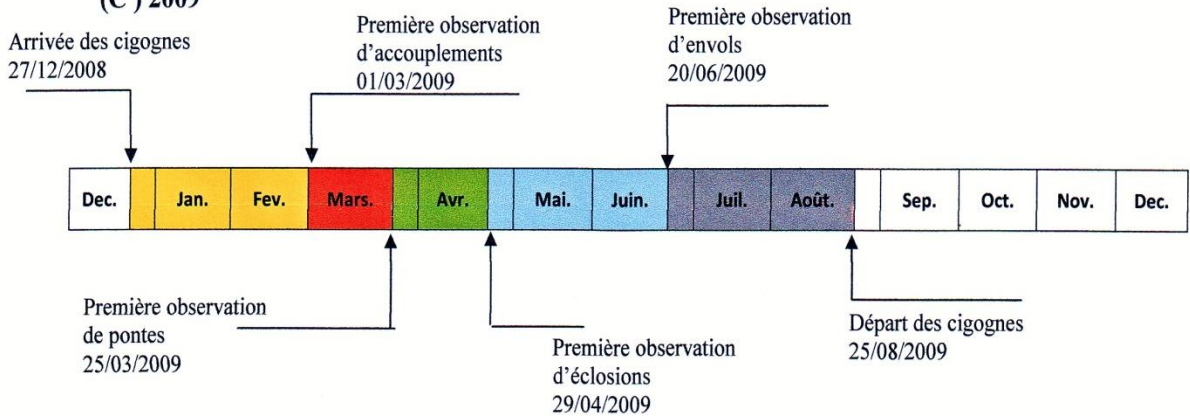 (C ) 2009
Arrivée des cigognes
27/12/2008
Première observation
d'accouplements
01/03/2009
Première observation
d'envols
20/06/2009
Dec. Jan. Fev. Mars. Avr. Mai. Juin. Juil. Août. Sep. Oct. Nov. Dec.
Première observation
de pontes
25/03/2009
Première observation
d'éclosions
29/04/2009
Départ des cigognes
25/08/2009